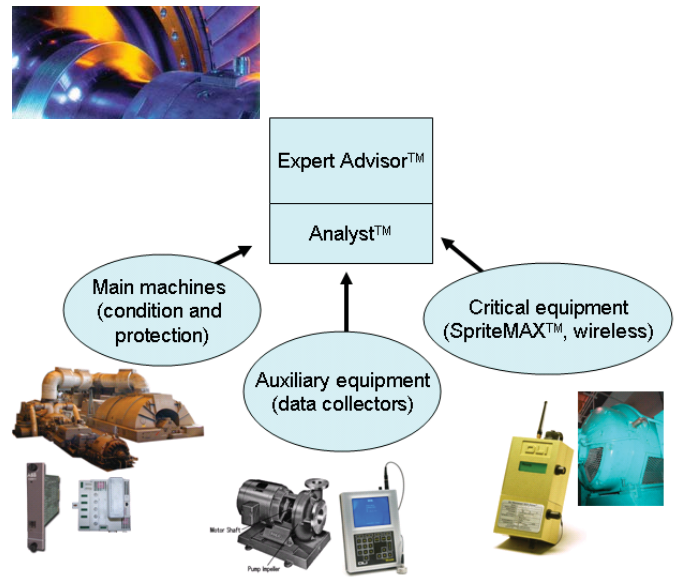 Expert Advisor™
Analyst™
Main machines
(condition and
protection)
Critical equipment
(SpriteMAX™, wireless)
Auxiliary equipment
(data collectors)
DLI
Motor Shaft
Pump Impeller